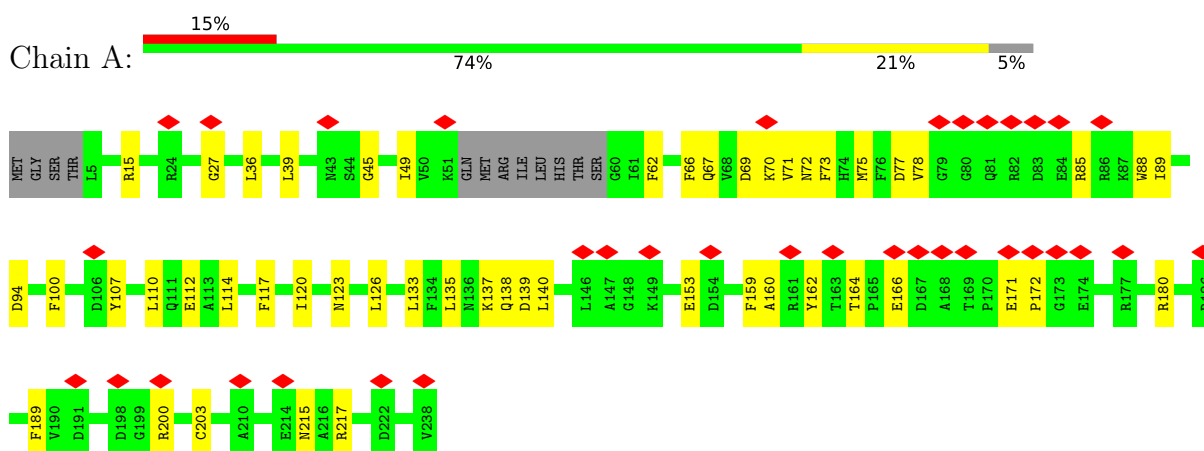 15%
Chain A:
74% 21% 5%
MET GLY SER THR L5 R15 R24 G27 L36 L39 N43 S44 G45 I49 V50 K51 GLN MET ARG ILE LEU HIS THR SER G60 I61 F62 F66 Q67 V68 D69 K70 V71 N72 F73 H74 M75 F76 D77 V78 G79 G80 Q81 R82 D83 E84 R85 R86 K87 W88 I89
D94 F100 D106 Y107 L110 Q111 E112 A113 L114 F117 I120 N123 L126 L133 F134 L135 N136 K137 Q138 D139 L140 L146 A147 G148 K149 E153 D154 F159 A160 R161 Y162 T163 T164 P165 E166 D167 A168 T169 P170 E171 P172 G173 E174 R177 R180
F189 V190 D191 D198 G199 R200 C203 A210 E214 N215 A216 R217 D222 V238